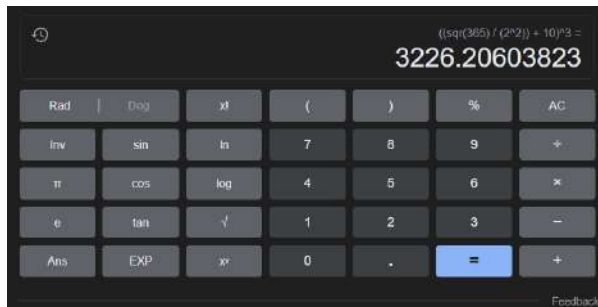 ((sqr(365) / (2^2)) + 10)^3 =
3226.20603823
Rad | Dog x! ( ) % AC
Inv sin ln 7 8 9 ÷
π cos log 4 5 6 ×
e tan √ 1 2 3 −
Ans EXP xʸ 0 . = +
Feedback